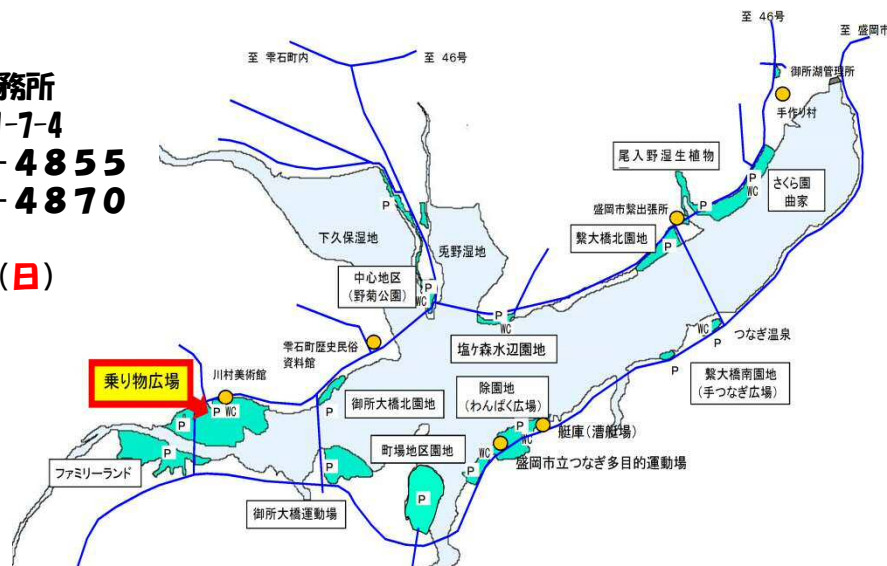 務所
1-7-4
-４８５５
-４８７０
(日)
至 雫石町内
至 46号
至 46号
至 盛岡市
御所湖管理所
手作り村
尾入野湿生植物
P
WC
さくら園
曲家
P
盛岡市繋出張所
繋大橋北園地
P
下久保湿地
兎野湿地
P
中心地区
(野菊公園)
P
WC
P
WC
塩ケ森水辺園地
WC
つなぎ温泉
P
P
繋大橋南園地
(手つなぎ広場)
雫石町歴史民俗
資料館
川村美術館
乗り物広場
P
WC
P
P
御所大橋北園地
除園地
(わんぱく広場)
P
艇庫(漕艇場)
WC
盛岡市立つなぎ多目的運動場
P
町場地区園地
P
P
ファミリーランド
P
御所大橋運動場